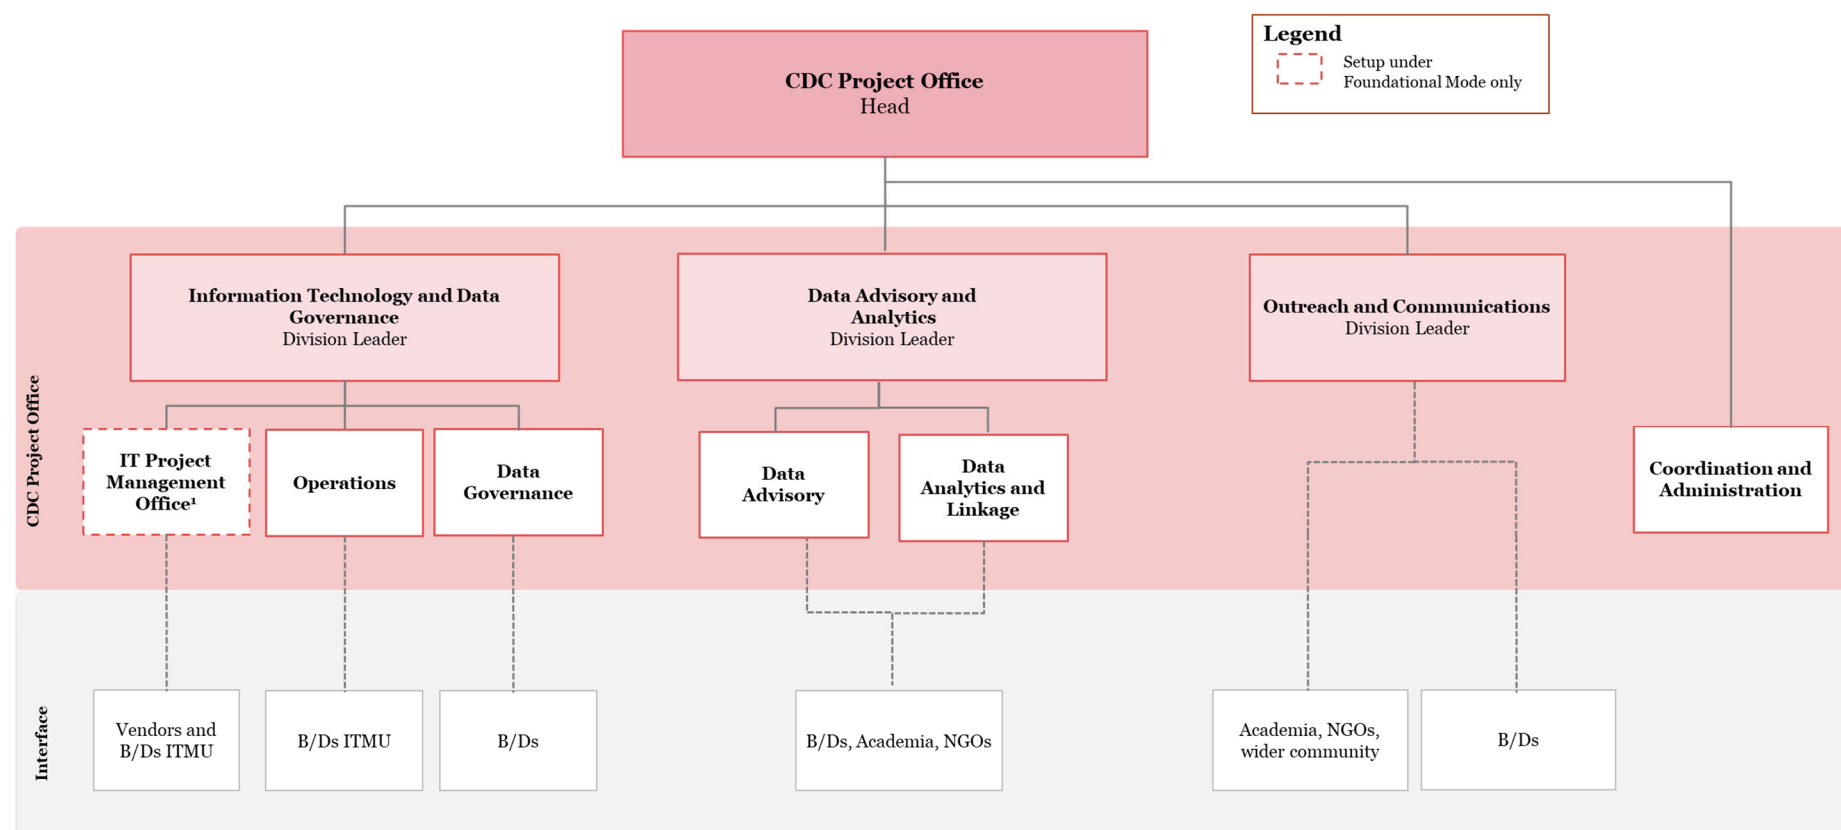 CDC Project Office
Head
Legend
Setup under
Foundational Mode only
CDC Project Office
Information Technology and Data
Governance
Division Leader
Data Advisory and
Analytics
Division Leader
Outreach and Communications
Division Leader
IT Project
Management
Office¹
Operations
Data
Governance
Data
Advisory
Data
Analytics and
Linkage
Coordination and
Administration
Interface
Vendors and
B/Ds ITMU
B/Ds ITMU
B/Ds
B/Ds, Academia, NGOs
Academia, NGOs,
wider community
B/Ds